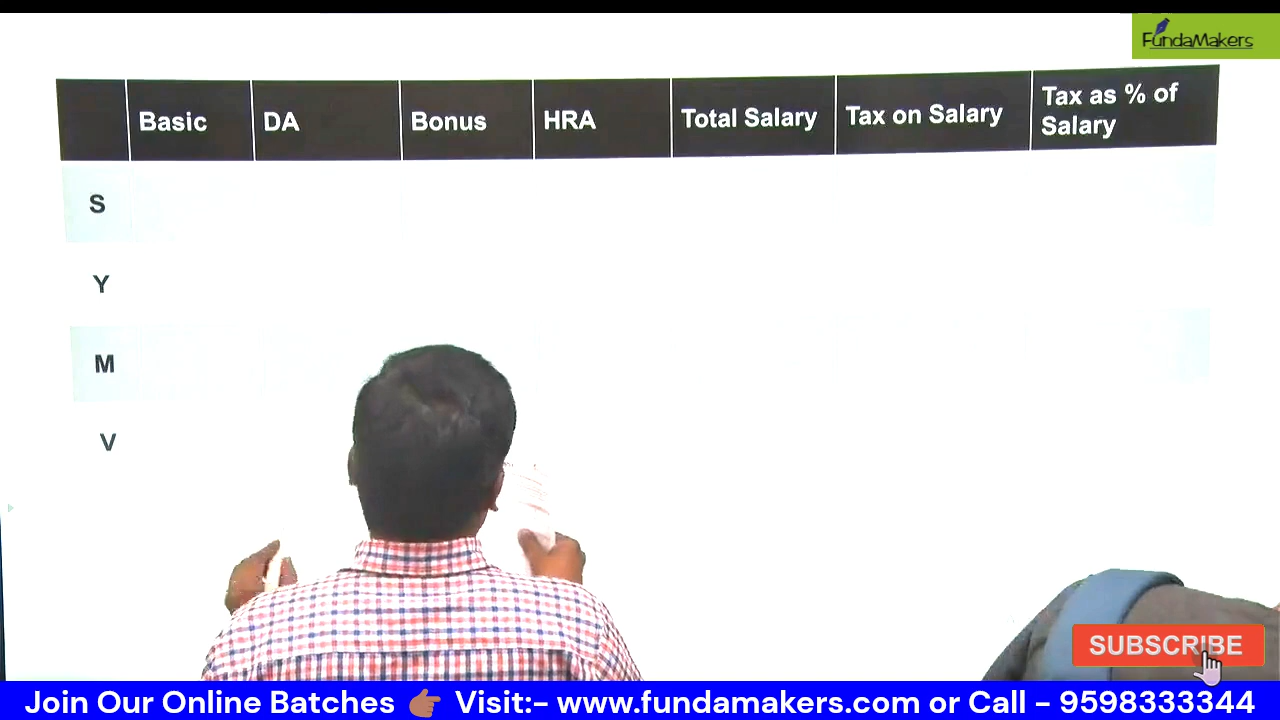 FundaMakers
Basic DA Bonus HRA Total Salary Tax on Salary Tax as % of Salary
S
Y
M
V
SUBSCRIBE
Join Our Online Batches 👉🏾 Visit:- www.fundamakers.com or Call - 9598333344